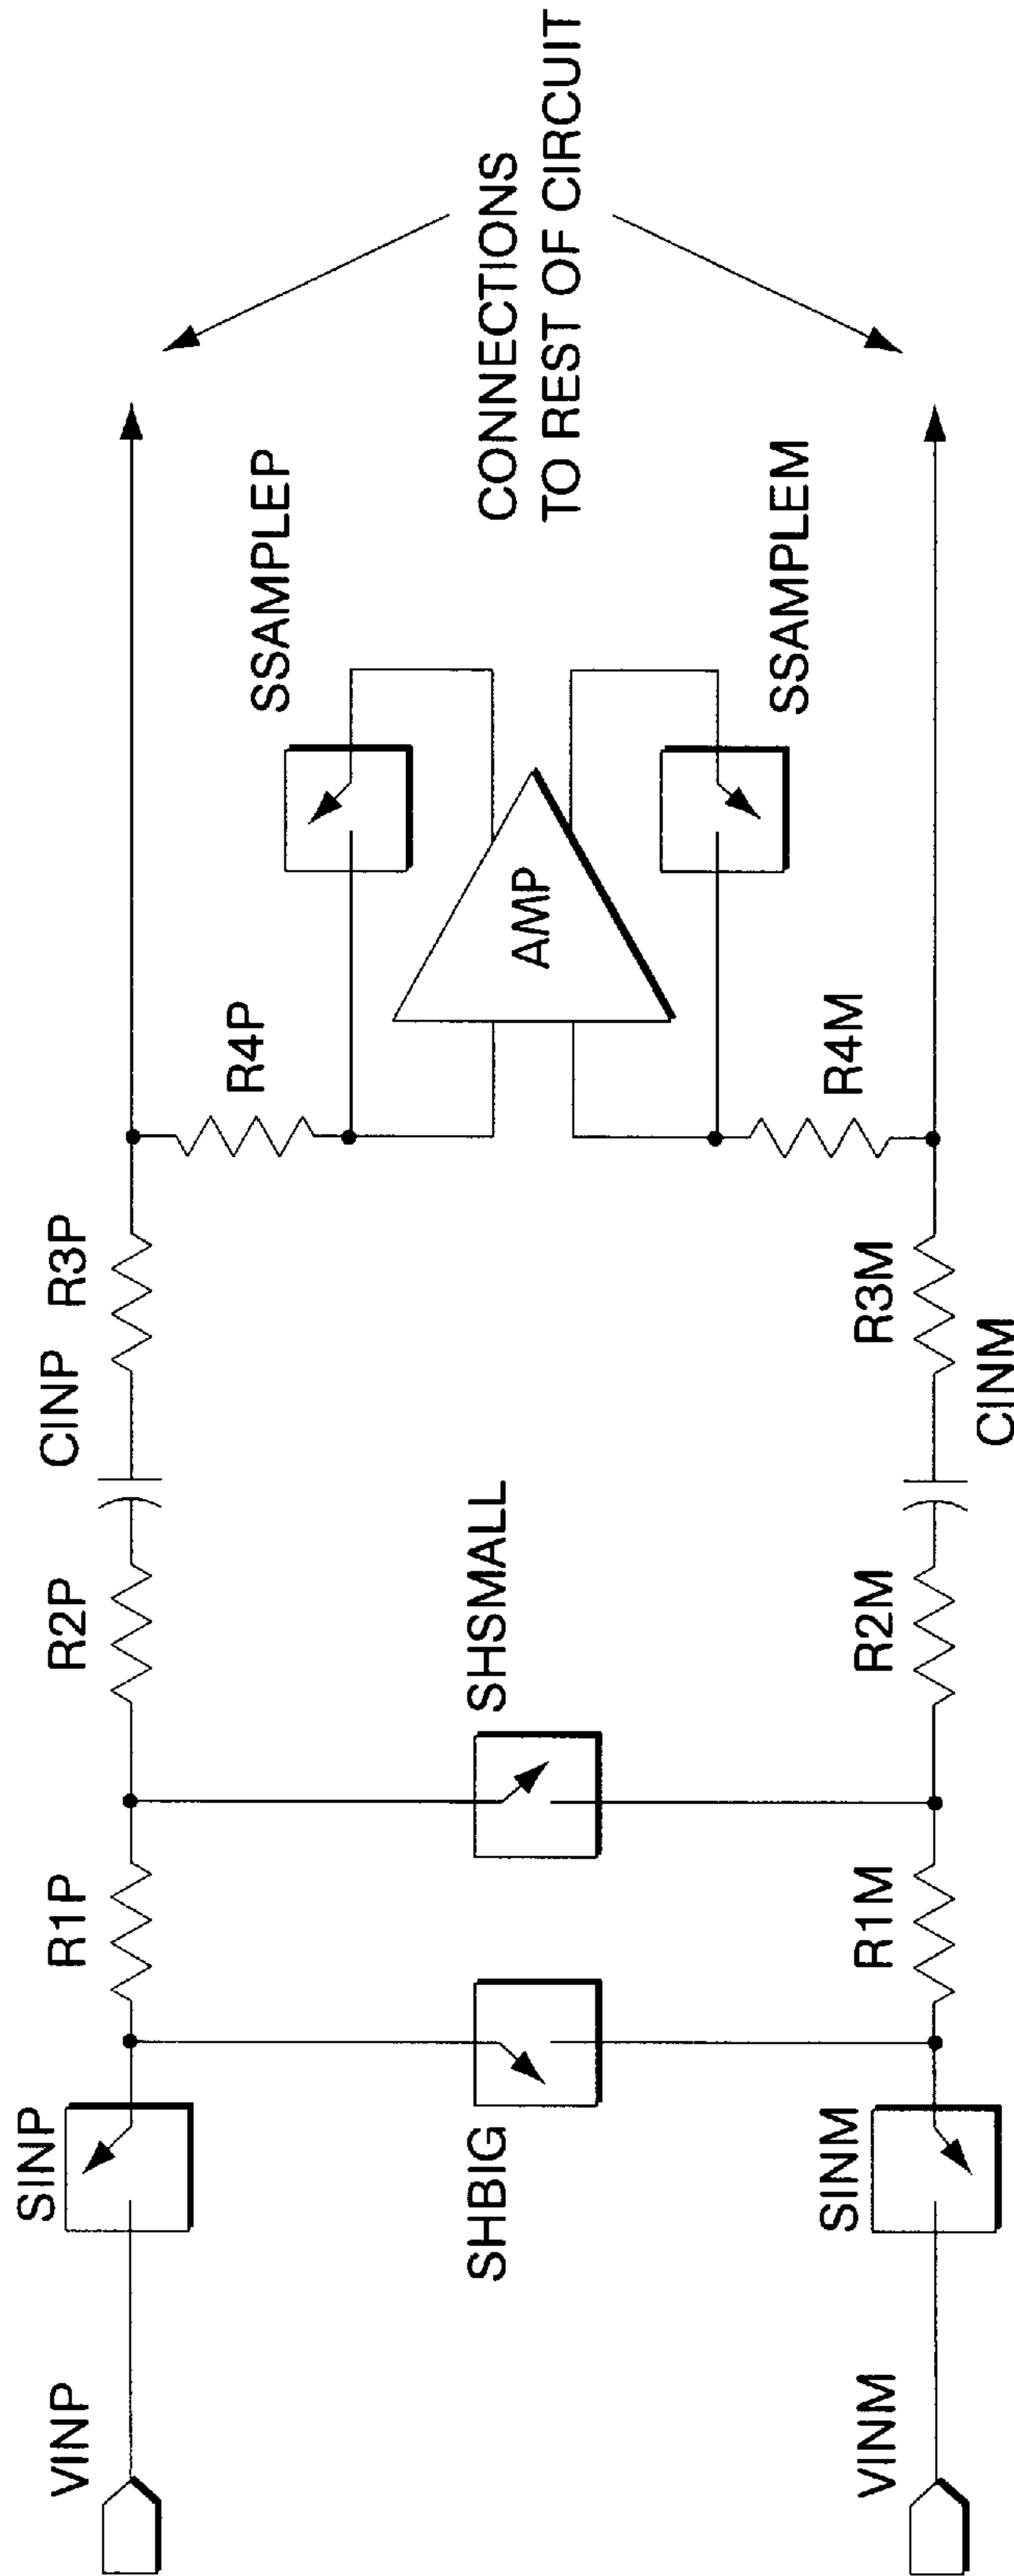 VINP
SINP
R1P
R2P
CINP
R3P
R4P
SSAMPLEP
SHBIG
SHSMALL
AMP
CONNECTIONS
TO REST OF CIRCUIT
SSAMPLEM
R4M
VINM
SINM
R1M
R2M
R3M
CINM